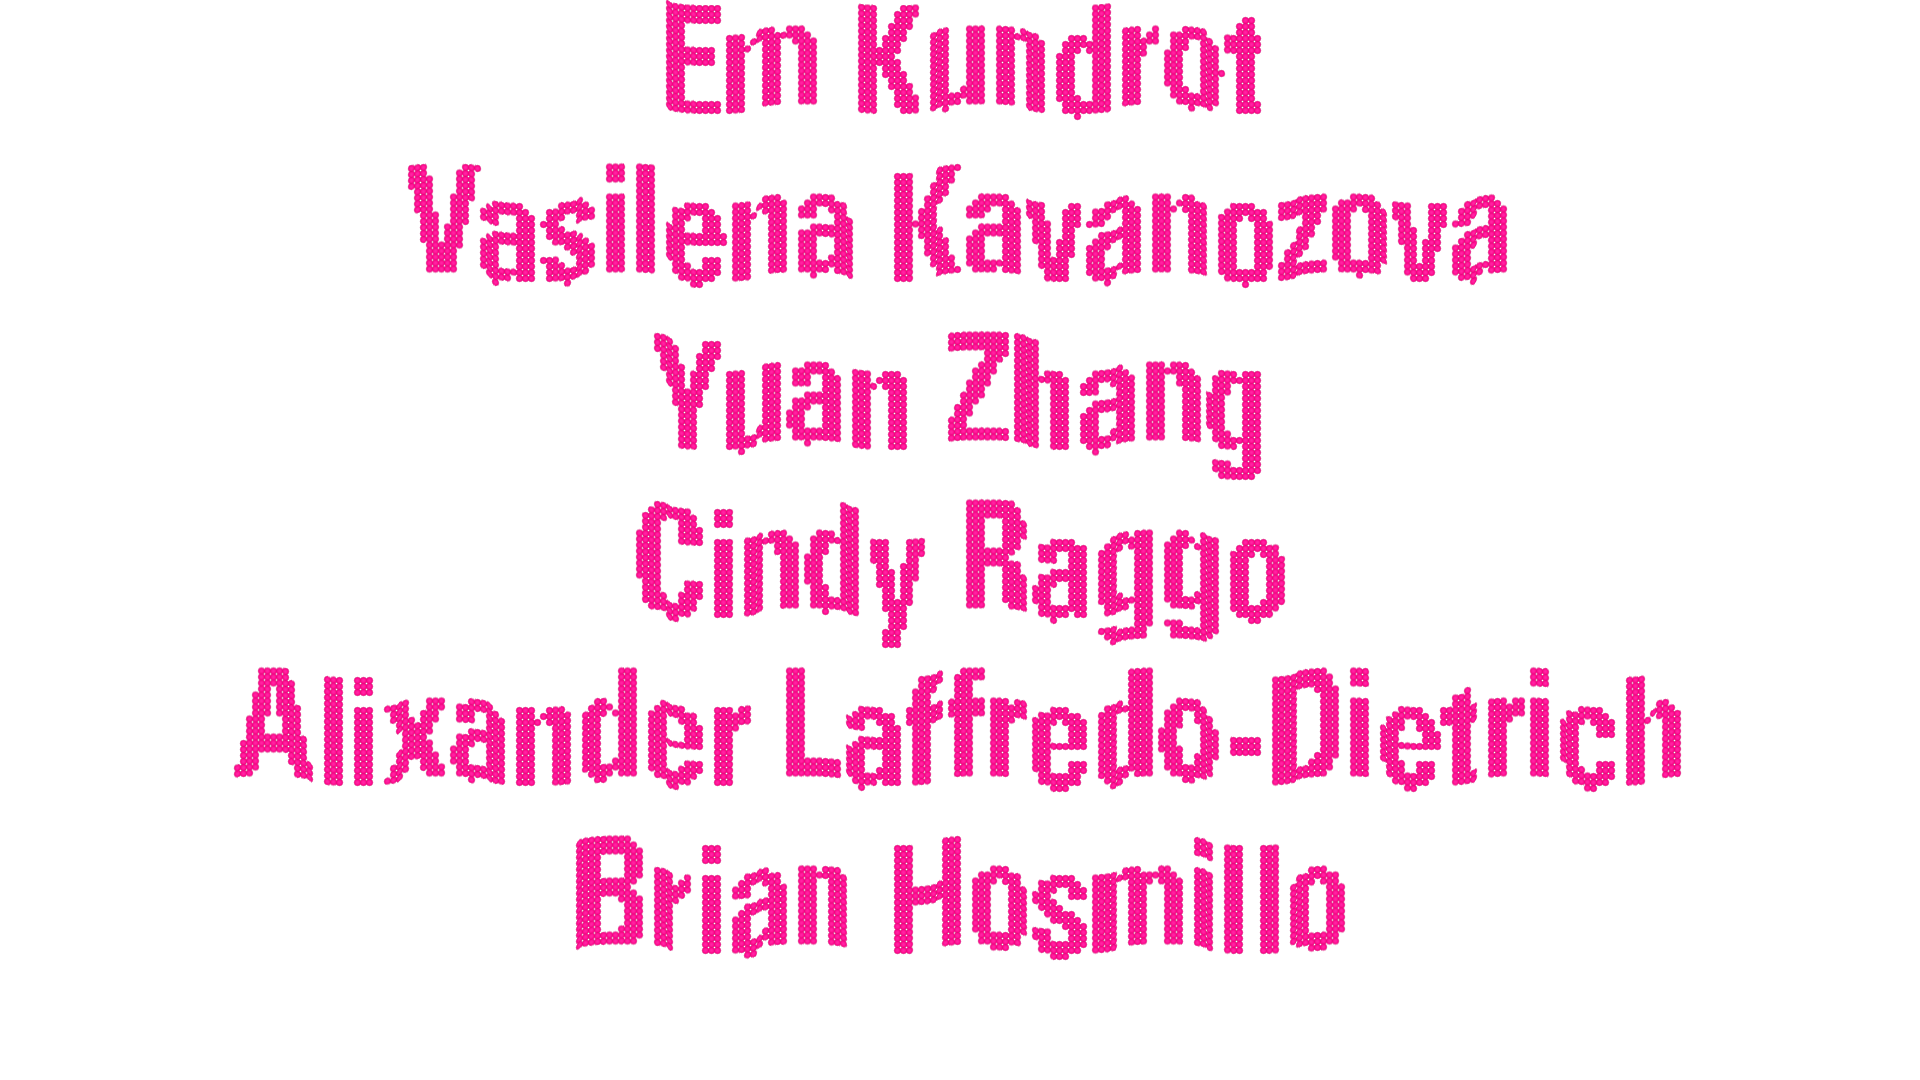 Em Kundrot
Vasilena Kavanozova
Yuan Zhang
Cindy Raggo
Alixander Laffredo-Dietrich
Brian Hosmillo